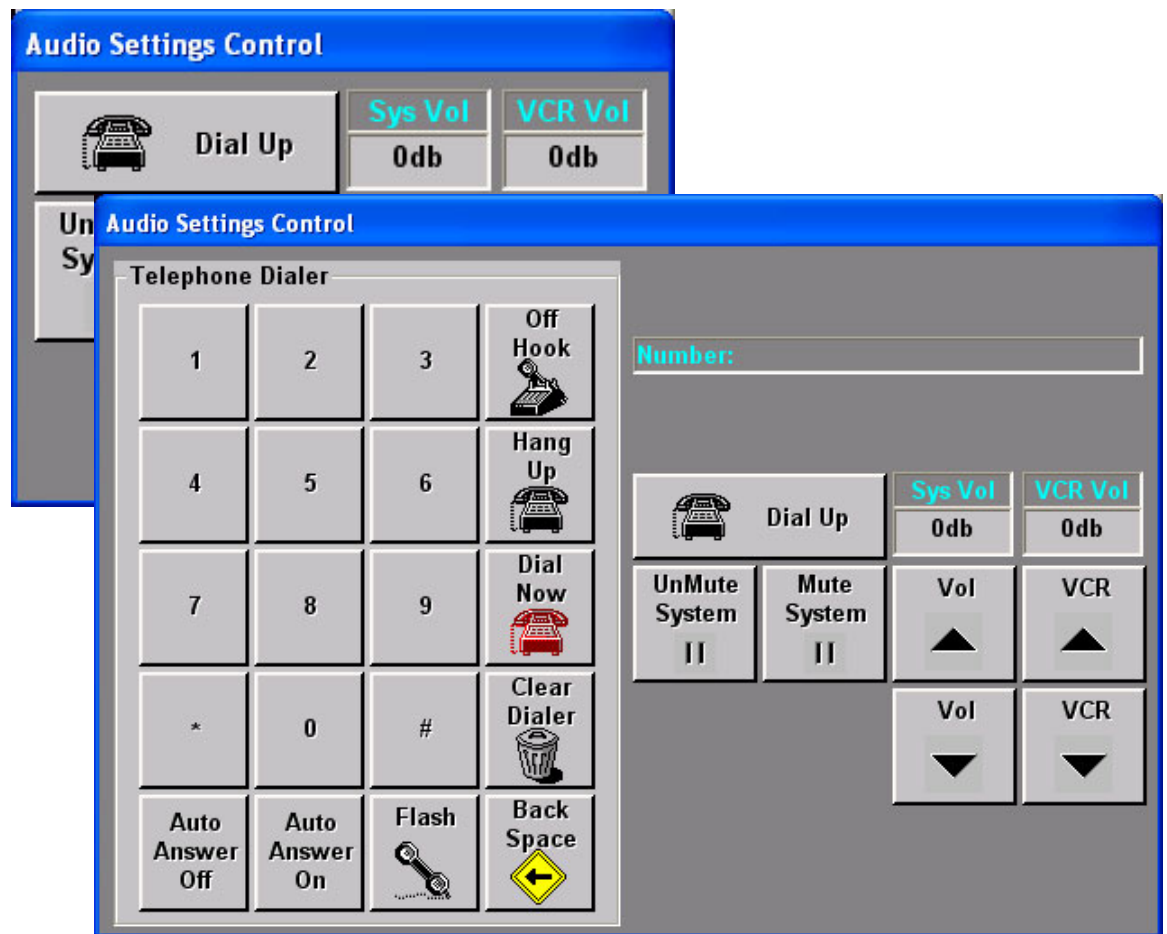 Audio Settings Control
Dial Up
Sys Vol
VCR Vol
0db
0db
Un
Sy
Audio Settings Control
Telephone Dialer
1
2
3
Off
Hook
Number:
4
5
6
Hang
Up
Dial Up
Sys Vol
VCR Vol
0db
0db
7
8
9
Dial
Now
UnMute
System
Mute
System
Vol
VCR
*
0
#
Clear
Dialer
Vol
VCR
Auto
Answer
Off
Auto
Answer
On
Flash
Back
Space